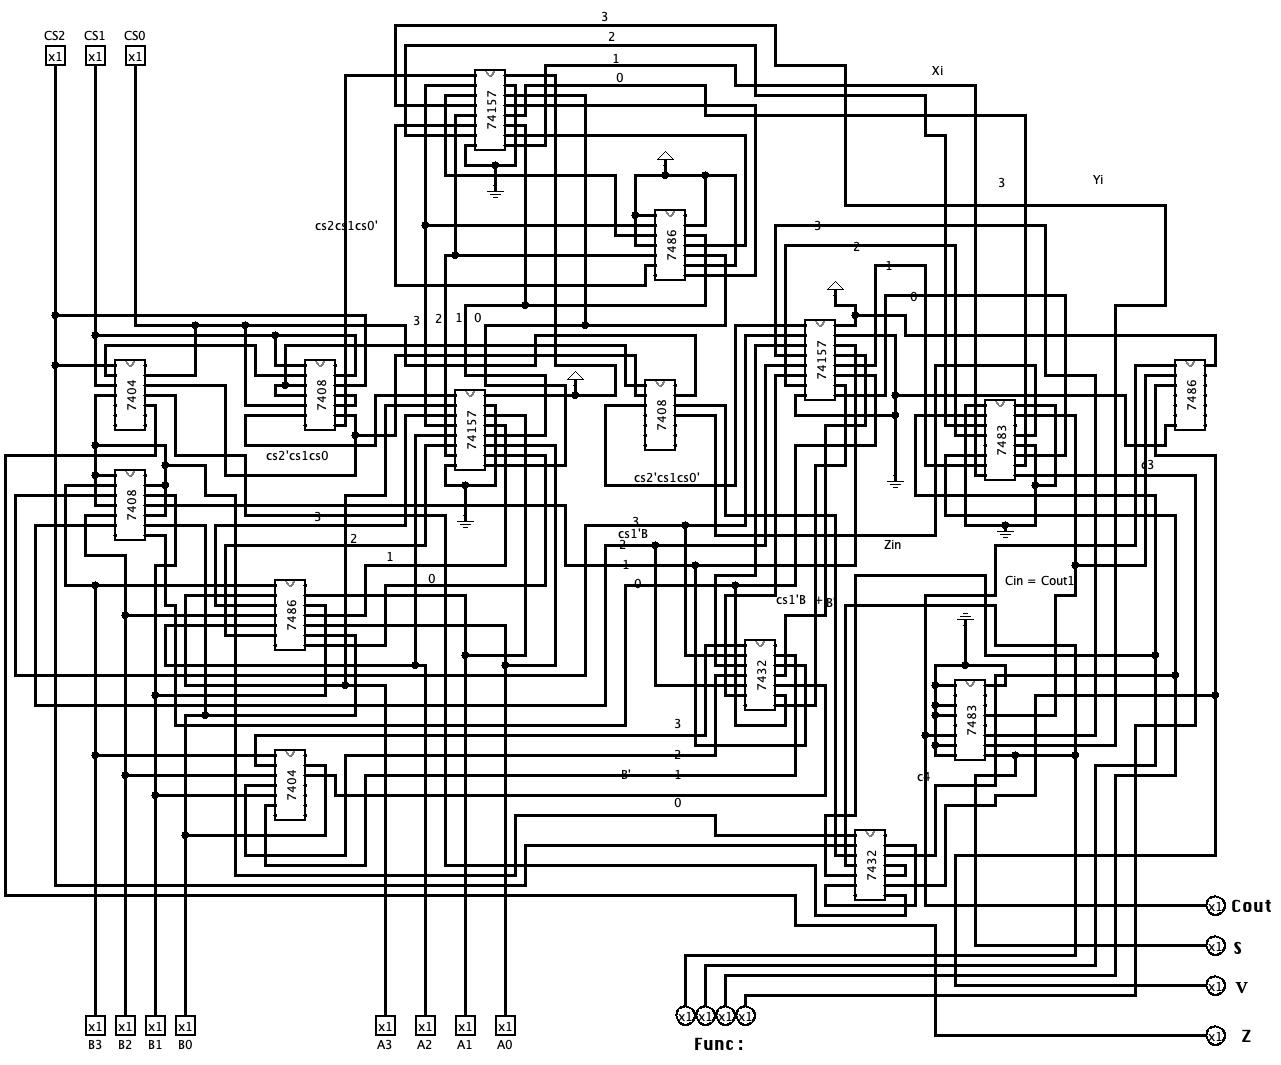 3
CS2 CS1 CS0 2
x1 x1 x1 1
Xi
0
74157
3 Yi
cs2cs1cs0' 7486 3
2
1
0
3 2 1 0
74157
7404 7408 7408 7486
74157 7483
cs2'cs1cs0 c3
cs2'cs1cs0'
7408
3 3
cs1'B
2 2 Zin
1 1
0 0 Cin = Cout1
cs1'B + B'
7486
7432
7483
3
2
B' 1 c4
7404
0
7432
x1 Cout
x1 S
x1 V
x1 x1 x1 x1
x1 x1 x1 x1 x1 x1 x1 x1
x1 Z
B3 B2 B1 B0 A3 A2 A1 A0 Func: